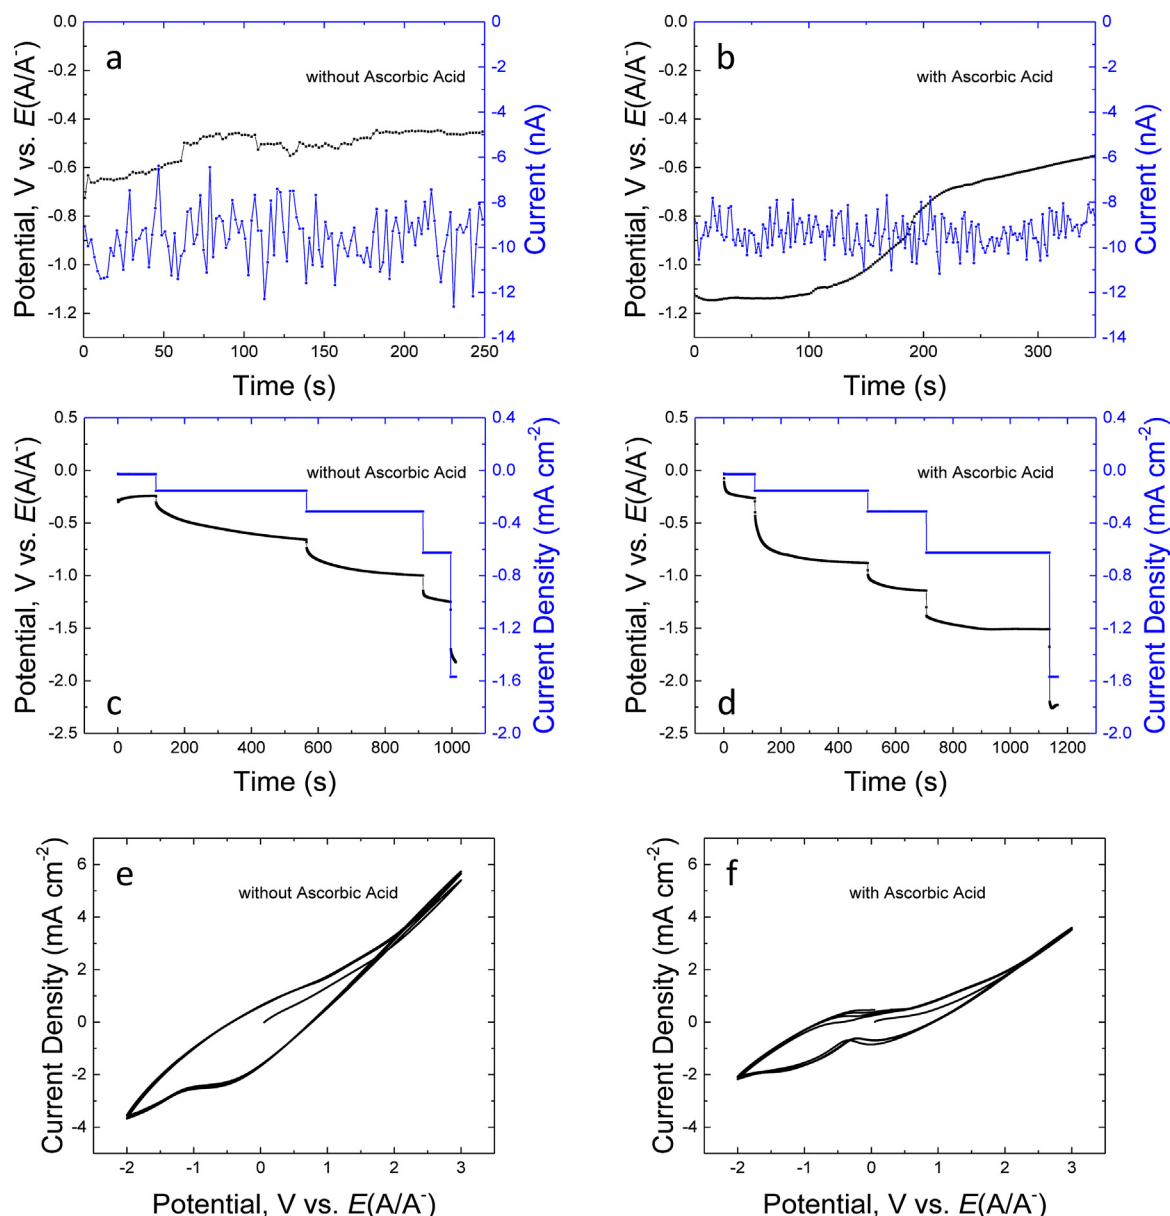 a
without Ascorbic Acid
Potential, V vs. E(A/A⁻)
0.0
-0.2
-0.4
-0.6
-0.8
-1.0
-1.2
0
-2
-4
-6
-8
-10
-12
-14
Current (nA)
0 50 100 150 200 250
Time (s)
b
with Ascorbic Acid
Potential, V vs. E(A/A⁻)
0.0
-0.2
-0.4
-0.6
-0.8
-1.0
-1.2
0
-2
-4
-6
-8
-10
-12
-14
Current (nA)
0 100 200 300
Time (s)
c
without Ascorbic Acid
Potential, V vs. E(A/A⁻)
0.5
0.0
-0.5
-1.0
-1.5
-2.0
-2.5
0.4
0.0
-0.4
-0.8
-1.2
-1.6
-2.0
Current Density (mA cm⁻²)
0 200 400 600 800 1000
Time (s)
d
with Ascorbic Acid
Potential, V vs. E(A/A⁻)
0.5
0.0
-0.5
-1.0
-1.5
-2.0
-2.5
0.4
0.0
-0.4
-0.8
-1.2
-1.6
-2.0
Current Density (mA cm⁻²)
0 200 400 600 800 1000 1200
Time (s)
e
without Ascorbic Acid
Current Density (mA cm⁻²)
6
4
2
0
-2
-4
-2 -1 0 1 2 3
Potential, V vs. E(A/A⁻)
f
with Ascorbic Acid
Current Density (mA cm⁻²)
6
4
2
0
-2
-4
-2 -1 0 1 2 3
Potential, V vs. E(A/A⁻)